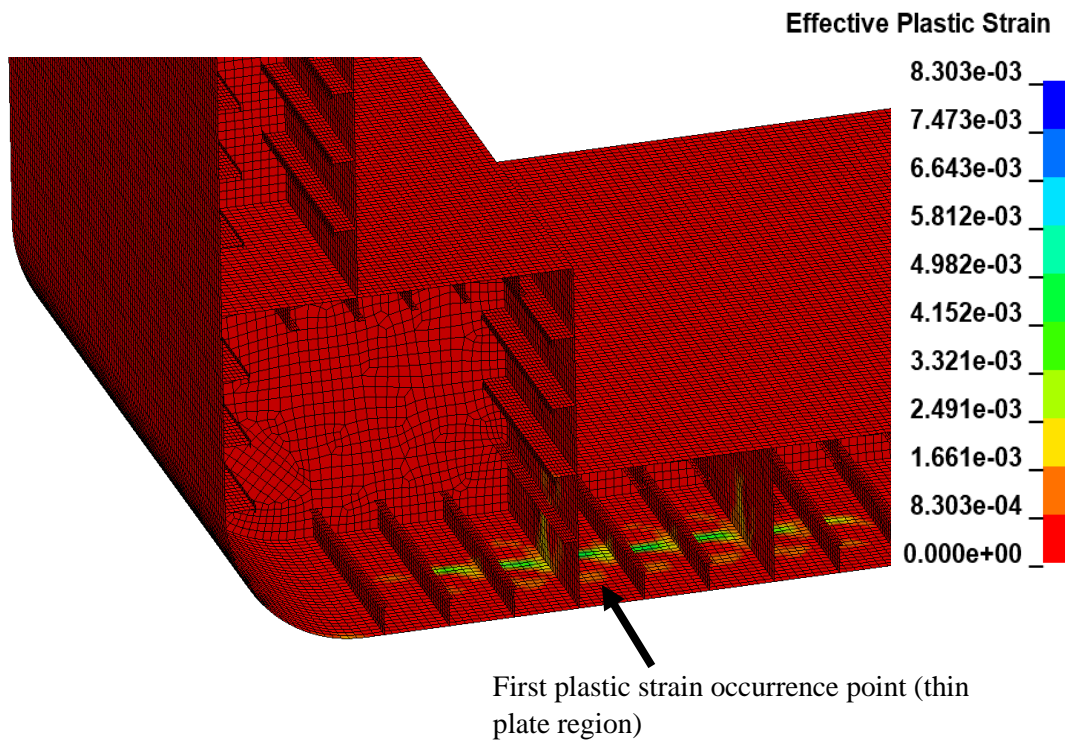 Effective Plastic Strain
8.303e-03
7.473e-03
6.643e-03
5.812e-03
4.982e-03
4.152e-03
3.321e-03
2.491e-03
1.661e-03
8.303e-04
0.000e+00
First plastic strain occurrence point (thin
plate region)